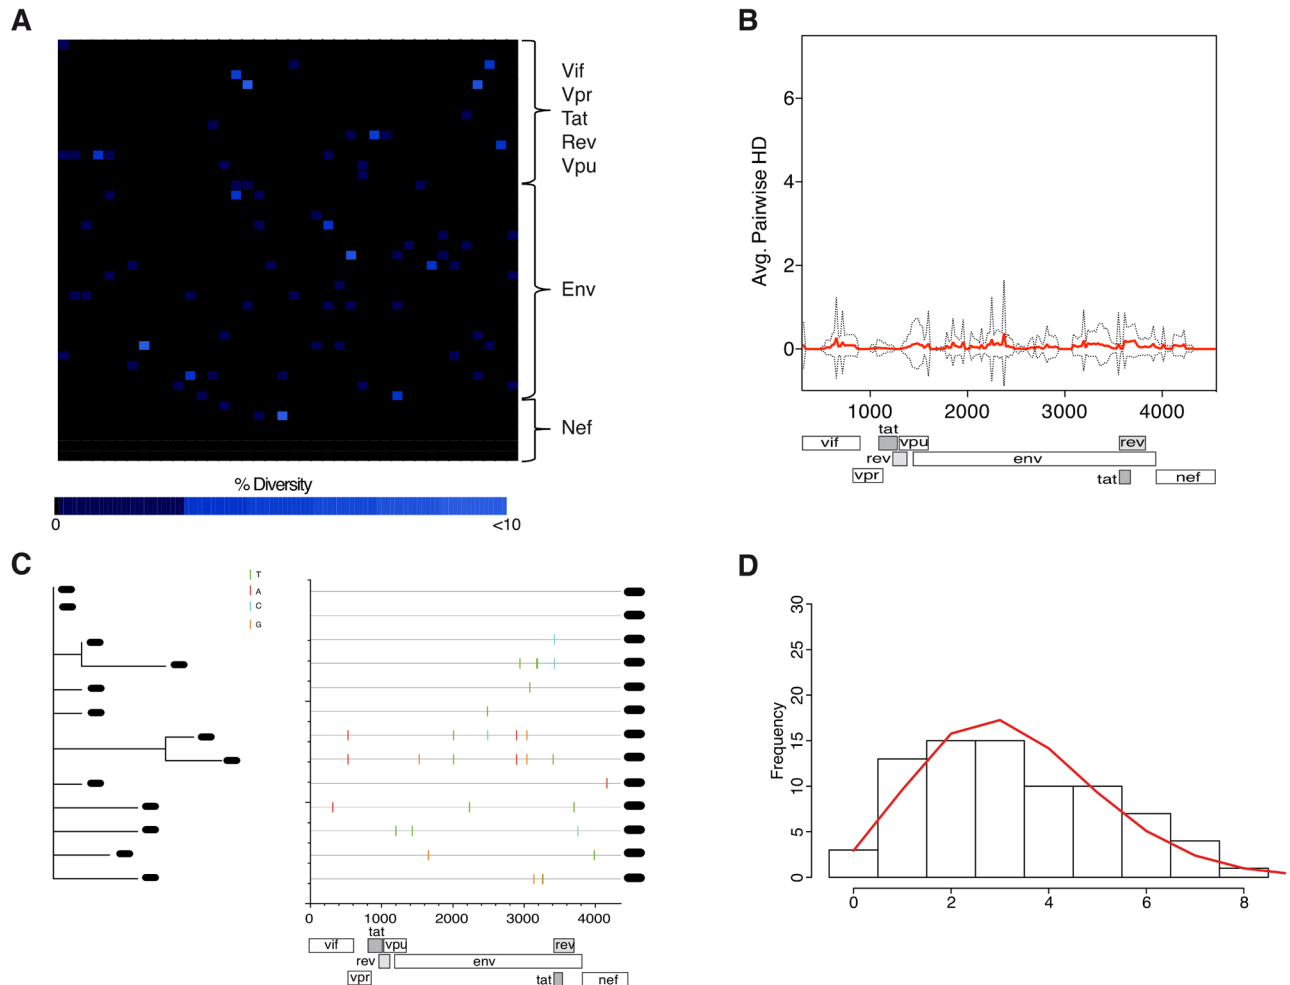 A
Vif
Vpr
Tat
Rev
Vpu
Env
Nef
% Diversity
0 <10
B
Avg. Pairwise HD
6
4
2
0
1000 2000 3000 4000
tat
vif vpu rev
rev env
vpr tat nef
C
T
A
C
G
0 1000 2000 3000 4000
tat
vif vpu rev
rev env
vpr tat nef
D
Frequency
30
25
20
15
10
5
0
0 2 4 6 8